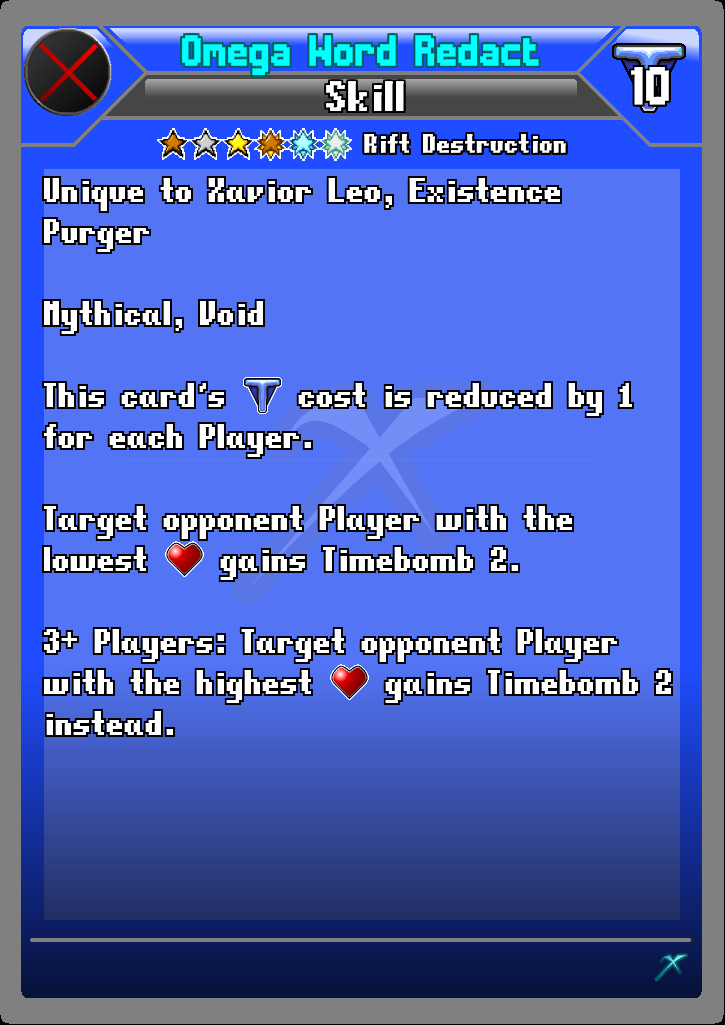 Omega Word Redact
10
Skill
Rift Destruction
Unique to Xavior Leo, Existence
Purger
Mythical, Void
This card's T cost is reduced by 1
for each Player.
Target opponent Player with the
lowest gains Timebomb 2.
3+ Players: Target opponent Player
with the highest gains Timebomb 2
instead.